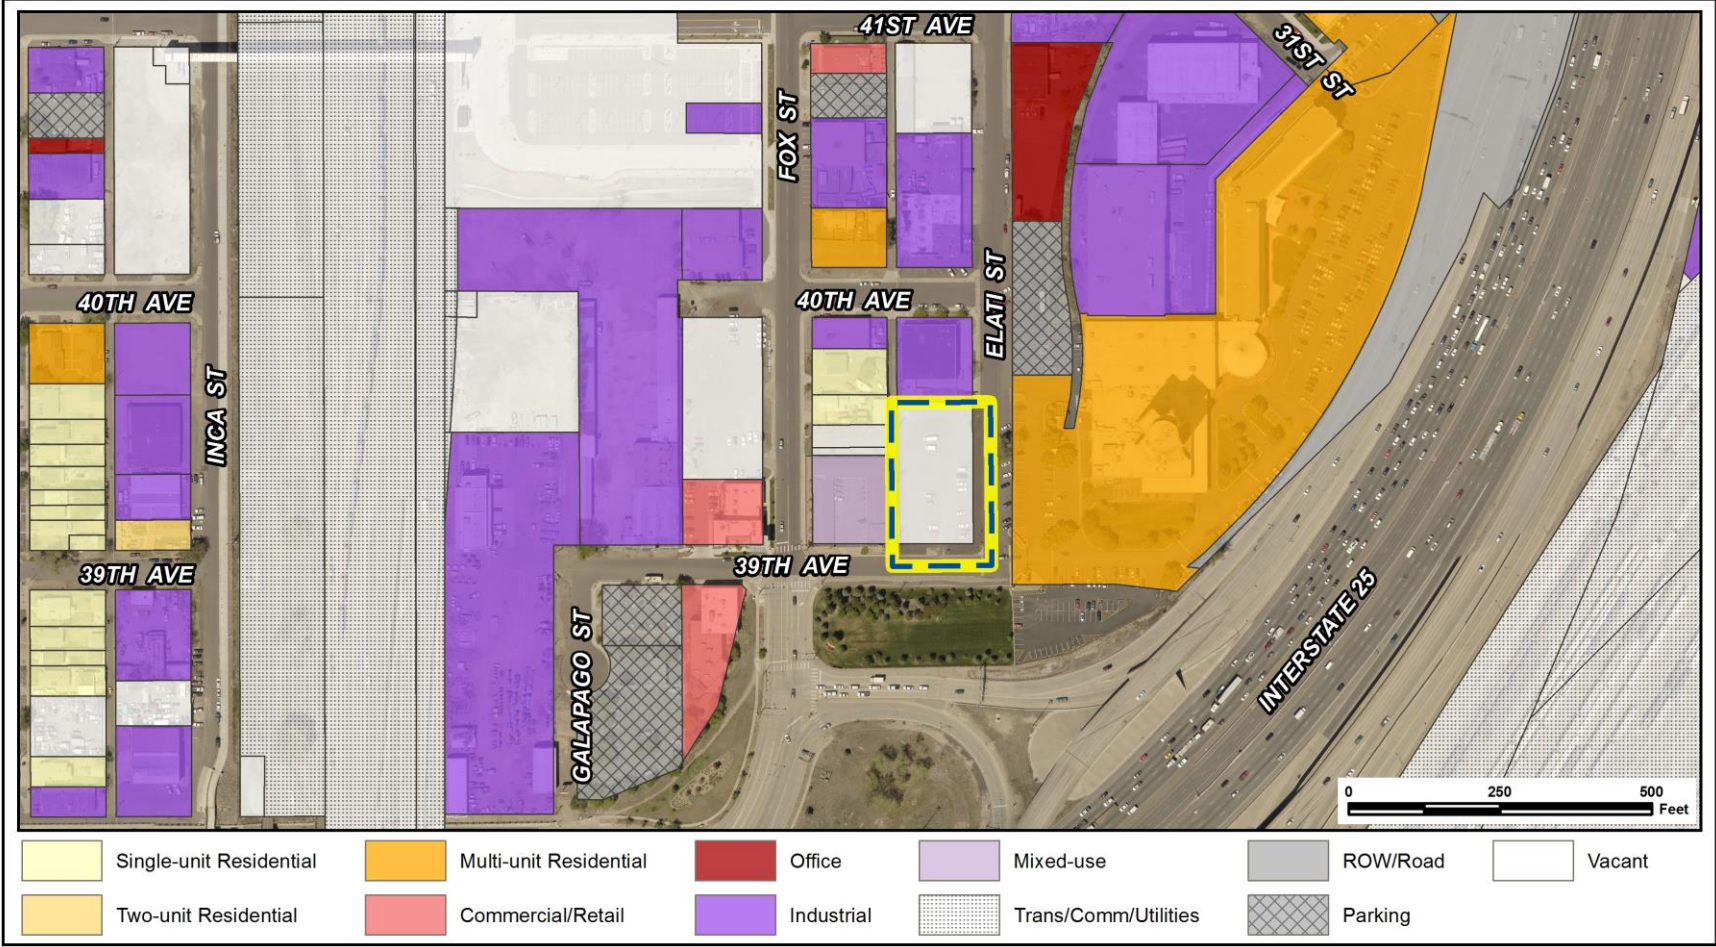 41ST AVE
31ST ST
FOX ST
ELATI ST
40TH AVE
40TH AVE
INCA ST
39TH AVE
39TH AVE
GALAPAGO ST
INTERSTATE 25
0 250 500
Feet
Single-unit Residential
Multi-unit Residential
Office
Mixed-use
ROW/Road
Vacant
Two-unit Residential
Commercial/Retail
Industrial
Trans/Comm/Utilities
Parking